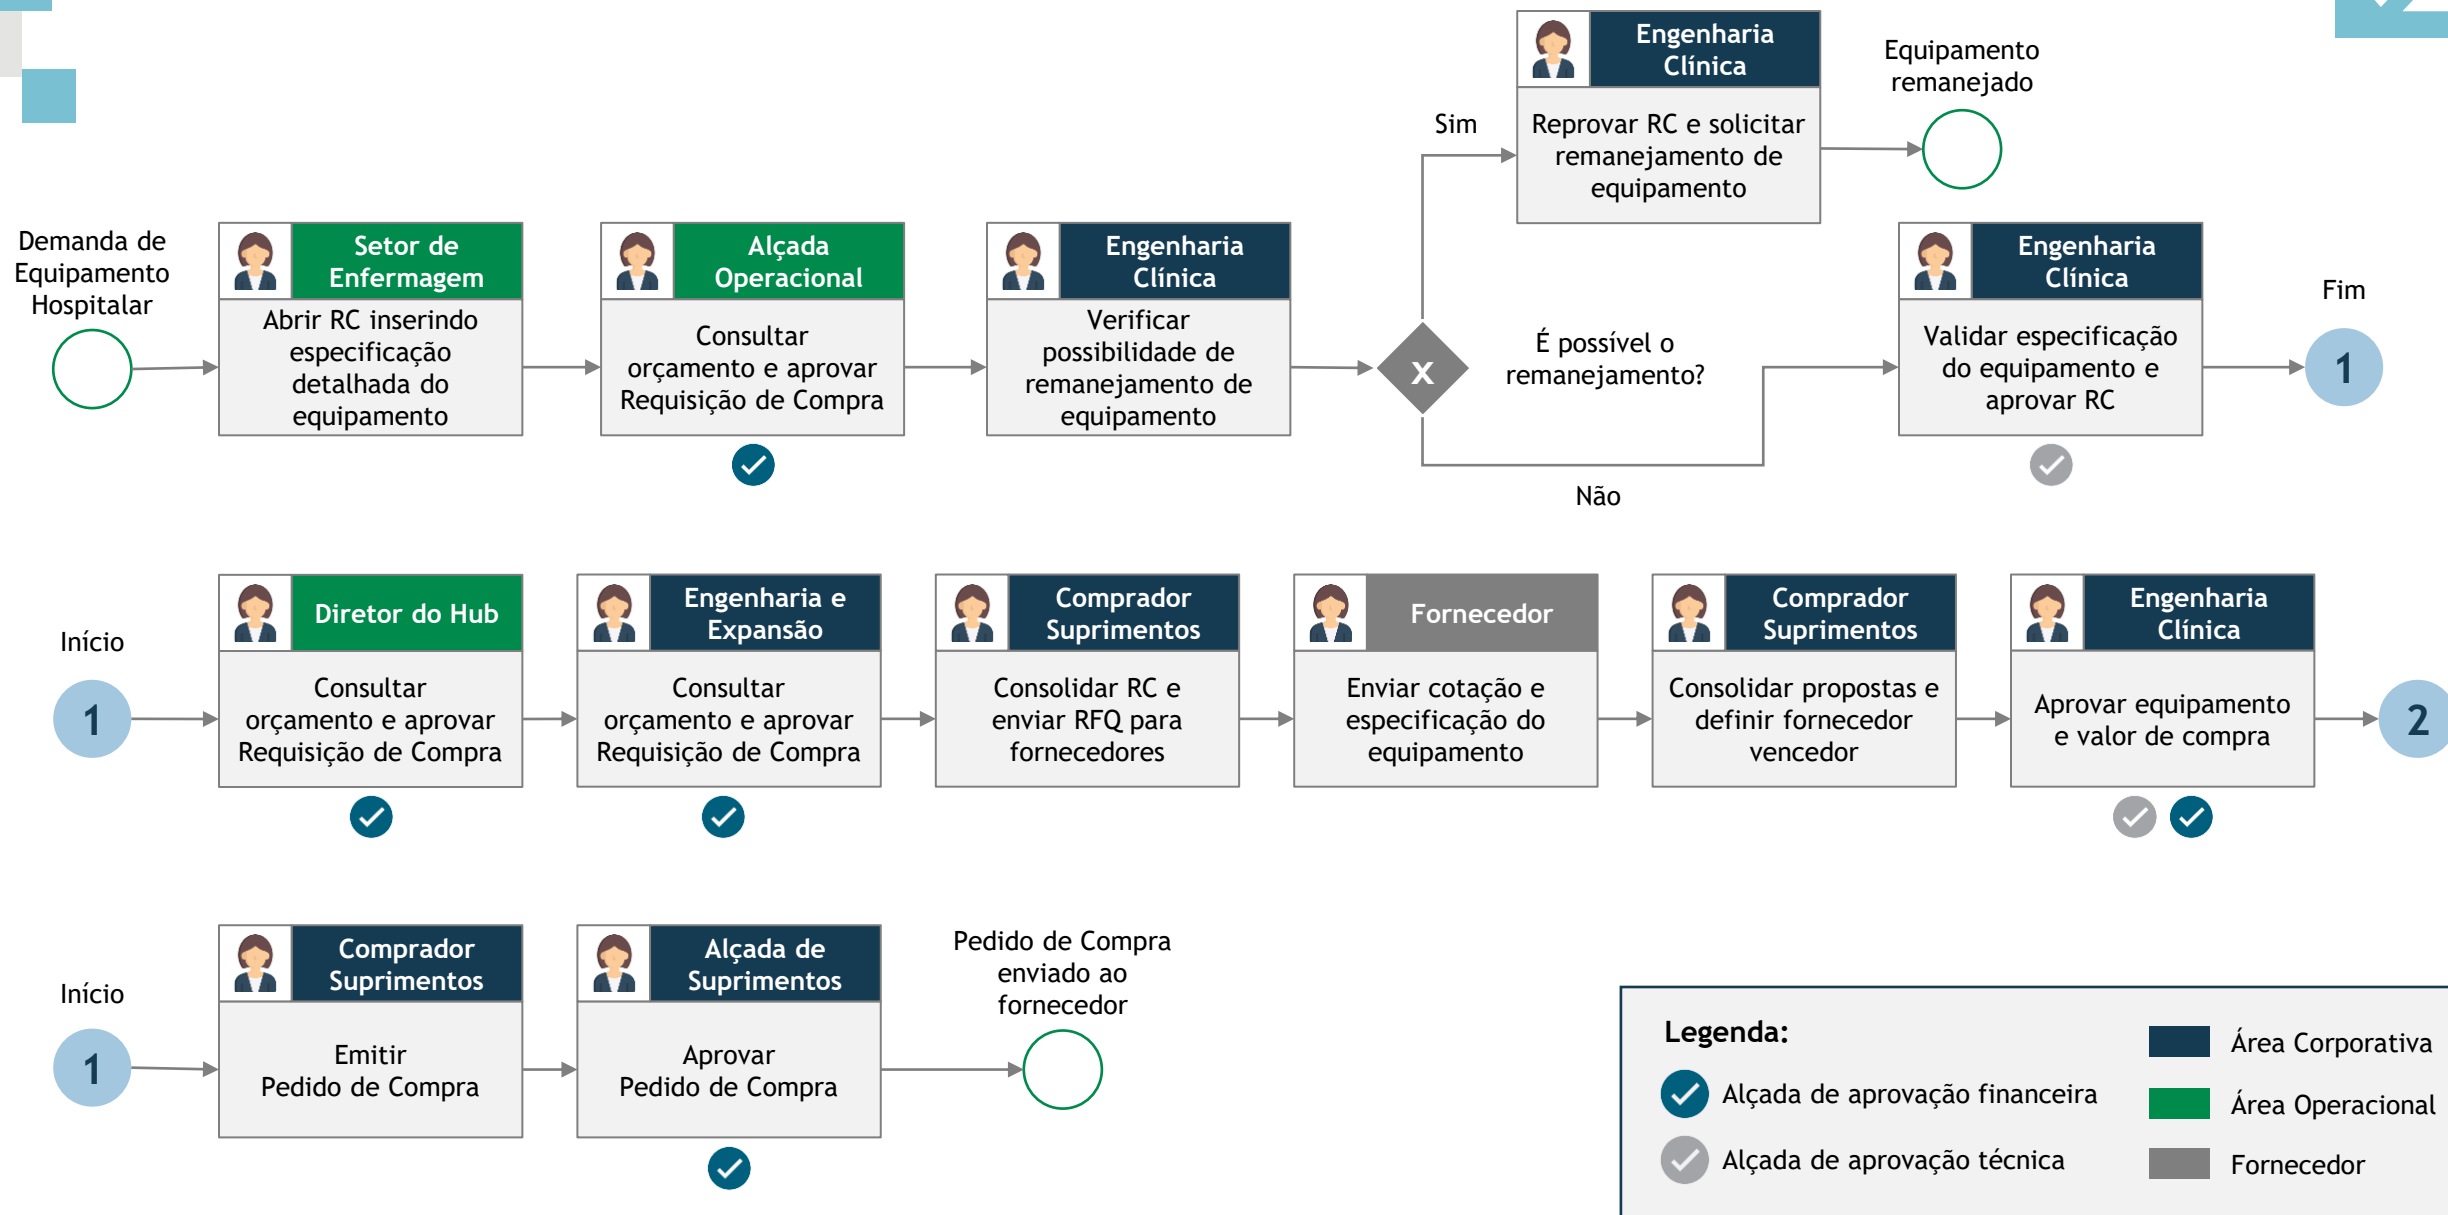 Engenharia
Clínica
Reprovar RC e solicitar
remanejamento de
equipamento
Equipamento
remanejado
Sim
Demanda de
Equipamento
Hospitalar
Setor de
Enfermagem
Abrir RC inserindo
especificação
detalhada do
equipamento
Alçada
Operacional
Consultar
orçamento e aprovar
Requisição de Compra
Engenharia
Clínica
Verificar
possibilidade de
remanejamento de
equipamento
X
É possível o
remanejamento?
Não
Engenharia
Clínica
Validar especificação
do equipamento e
aprovar RC
Fim
1
Início
1
Diretor do Hub
Consultar
orçamento e aprovar
Requisição de Compra
Engenharia e
Expansão
Consultar
orçamento e aprovar
Requisição de Compra
Comprador
Suprimentos
Consolidar RC e
enviar RFQ para
fornecedores
Fornecedor
Enviar cotação e
especificação do
equipamento
Comprador
Suprimentos
Consolidar propostas e
definir fornecedor
vencedor
Engenharia
Clínica
Aprovar equipamento
e valor de compra
2
Início
1
Comprador
Suprimentos
Emitir
Pedido de Compra
Alçada de
Suprimentos
Aprovar
Pedido de Compra
Pedido de Compra
enviado ao
fornecedor
Legenda:
Alçada de aprovação financeira
Alçada de aprovação técnica
Área Corporativa
Área Operacional
Fornecedor